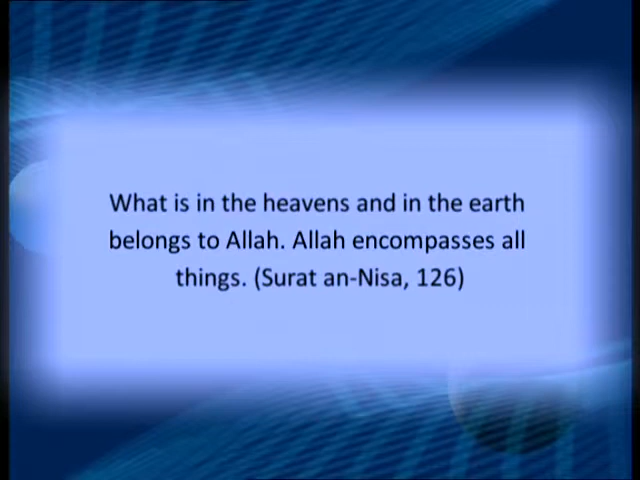 What is in the heavens and in the earth
belongs to Allah. Allah encompasses all
things. (Surat an-Nisa, 126)